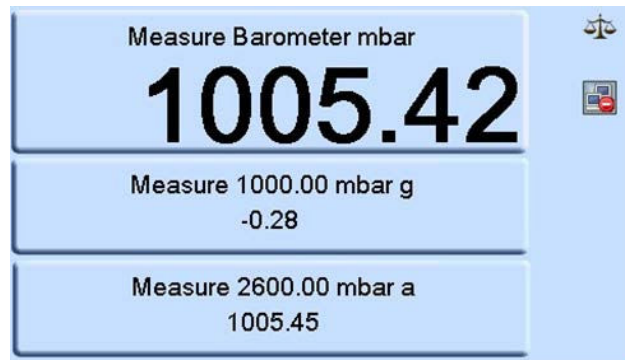 Measure Barometer mbar
1005.42
Measure 1000.00 mbar g
-0.28
Measure 2600.00 mbar a
1005.45